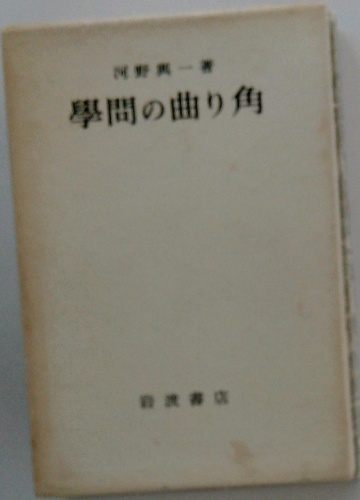 河野與一著
學問の曲り角
岩波書店